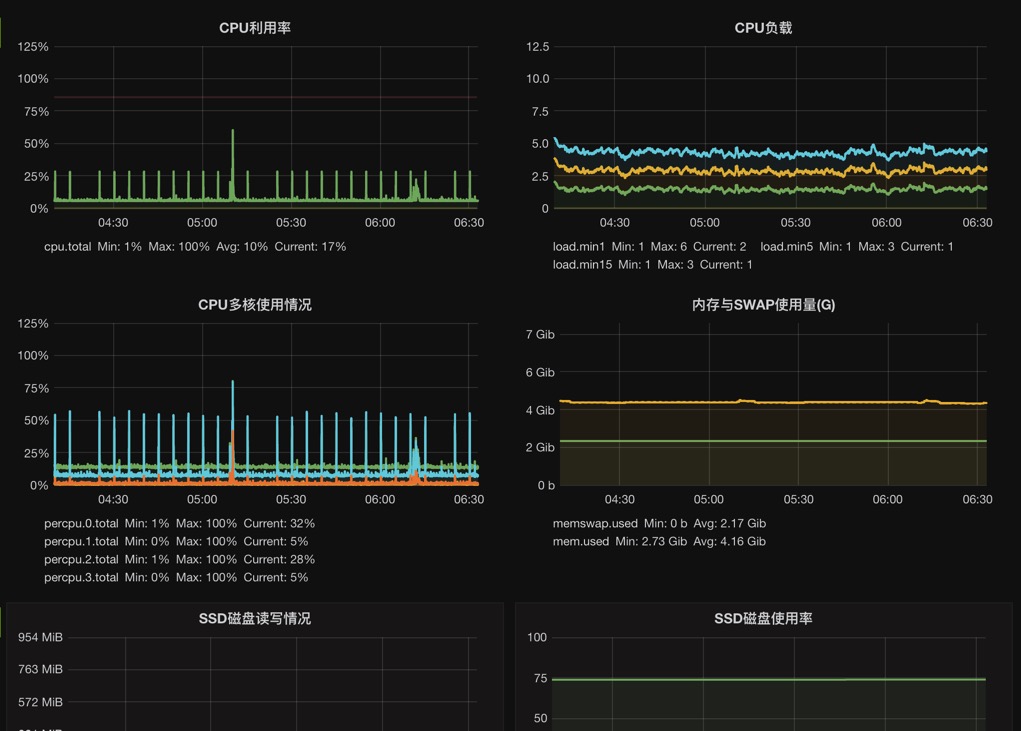 CPU利用率
125%
100%
75%
50%
25%
0%
04:30 05:00 05:30 06:00 06:30
cpu.total Min: 1% Max: 100% Avg: 10% Current: 17%
CPU负载
12.5
10.0
7.5
5.0
2.5
0
04:30 05:00 05:30 06:00 06:30
load.min1 Min: 1 Max: 6 Current: 2 load.min5 Min: 1 Max: 3 Current: 1
load.min15 Min: 1 Max: 3 Current: 1
CPU多核使用情况
125%
100%
75%
50%
25%
0%
04:30 05:00 05:30 06:00 06:30
percpu.0.total Min: 1% Max: 100% Current: 32%
percpu.1.total Min: 0% Max: 100% Current: 5%
percpu.2.total Min: 1% Max: 100% Current: 28%
percpu.3.total Min: 0% Max: 100% Current: 5%
内存与SWAP使用量(G)
7 Gib
6 Gib
4 Gib
2 Gib
0 b
04:30 05:00 05:30 06:00 06:30
memswap.used Min: 0 b Avg: 2.17 Gib
mem.used Min: 2.73 Gib Avg: 4.16 Gib
SSD磁盘读写情况
954 MiB
763 MiB
572 MiB
SSD磁盘使用率
100
75
50